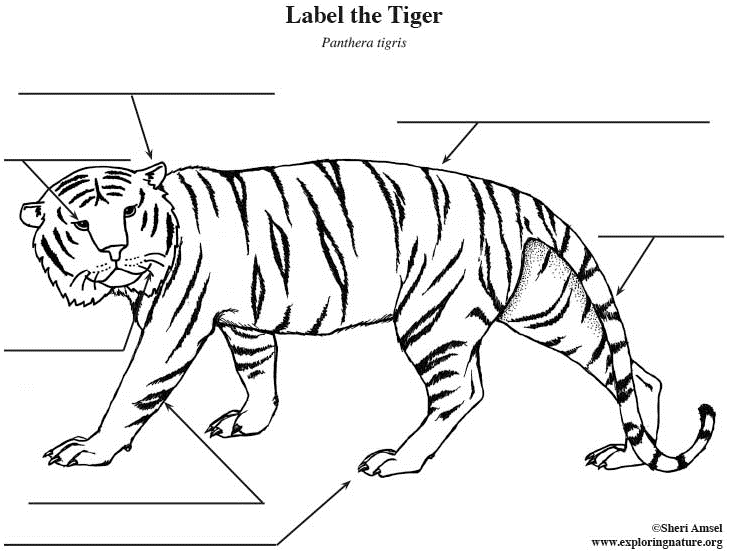 Label the Tiger
Panthera tigris
©Sheri Amsel
www.exploringnature.org